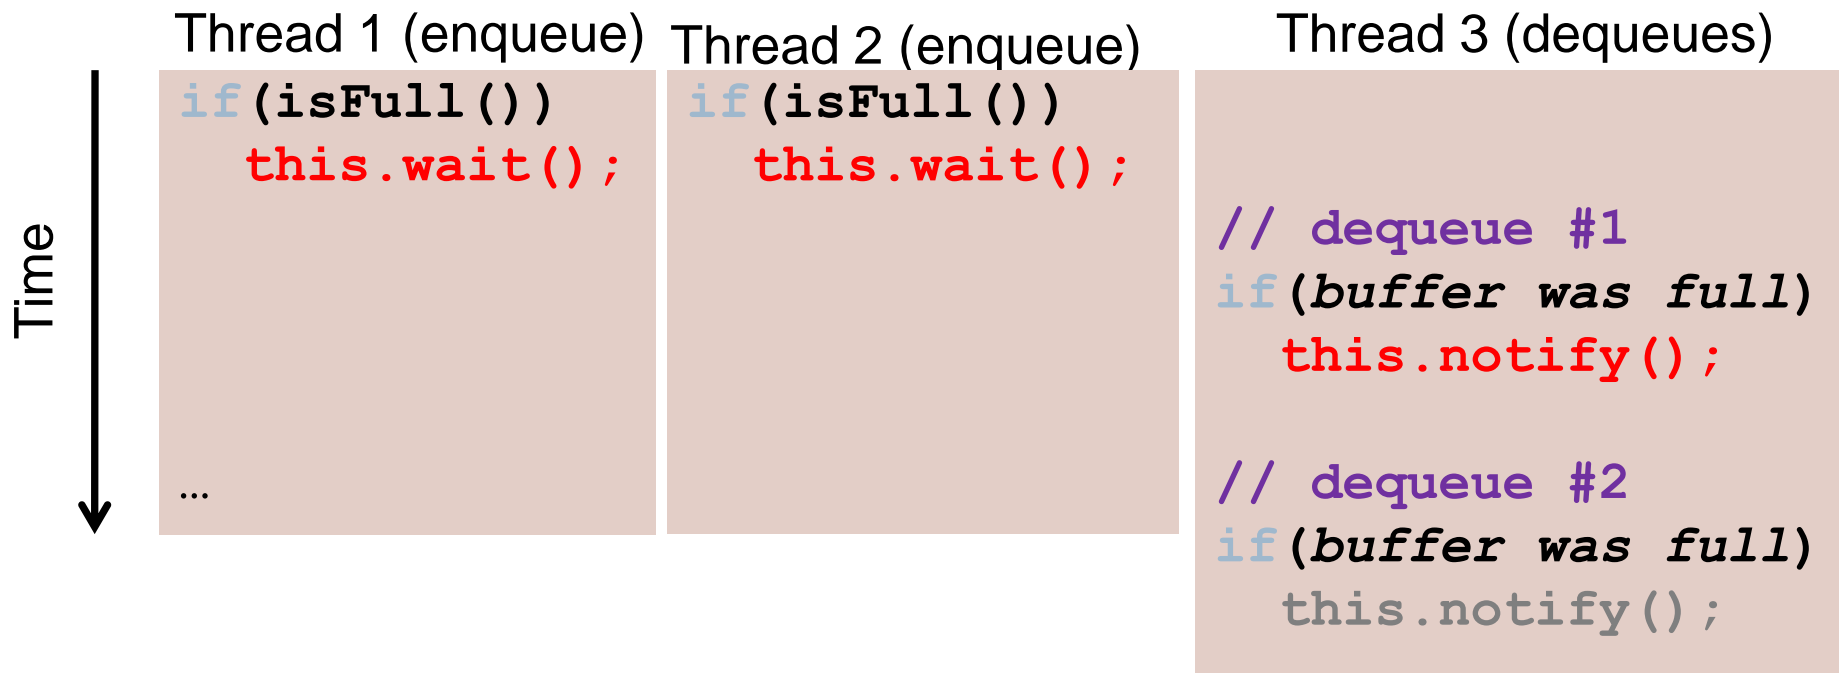 Thread 1 (enqueue)
Thread 2 (enqueue)
Thread 3 (dequeues)
Time
if(isFull())
this.wait();
…
if(isFull())
this.wait();
// dequeue #1
if(buffer was full)
this.notify();
// dequeue #2
if(buffer was full)
this.notify();